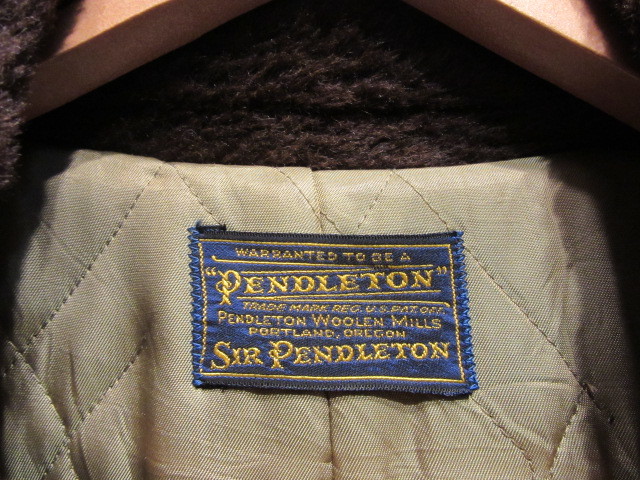 WARRANTED TO BE A
"PENDLETON"
TRADE MARK REG. U.S. PAT. OFF.
PENDLETON WOOLEN MILLS
PORTLAND, OREGON
SIR PENDLETON